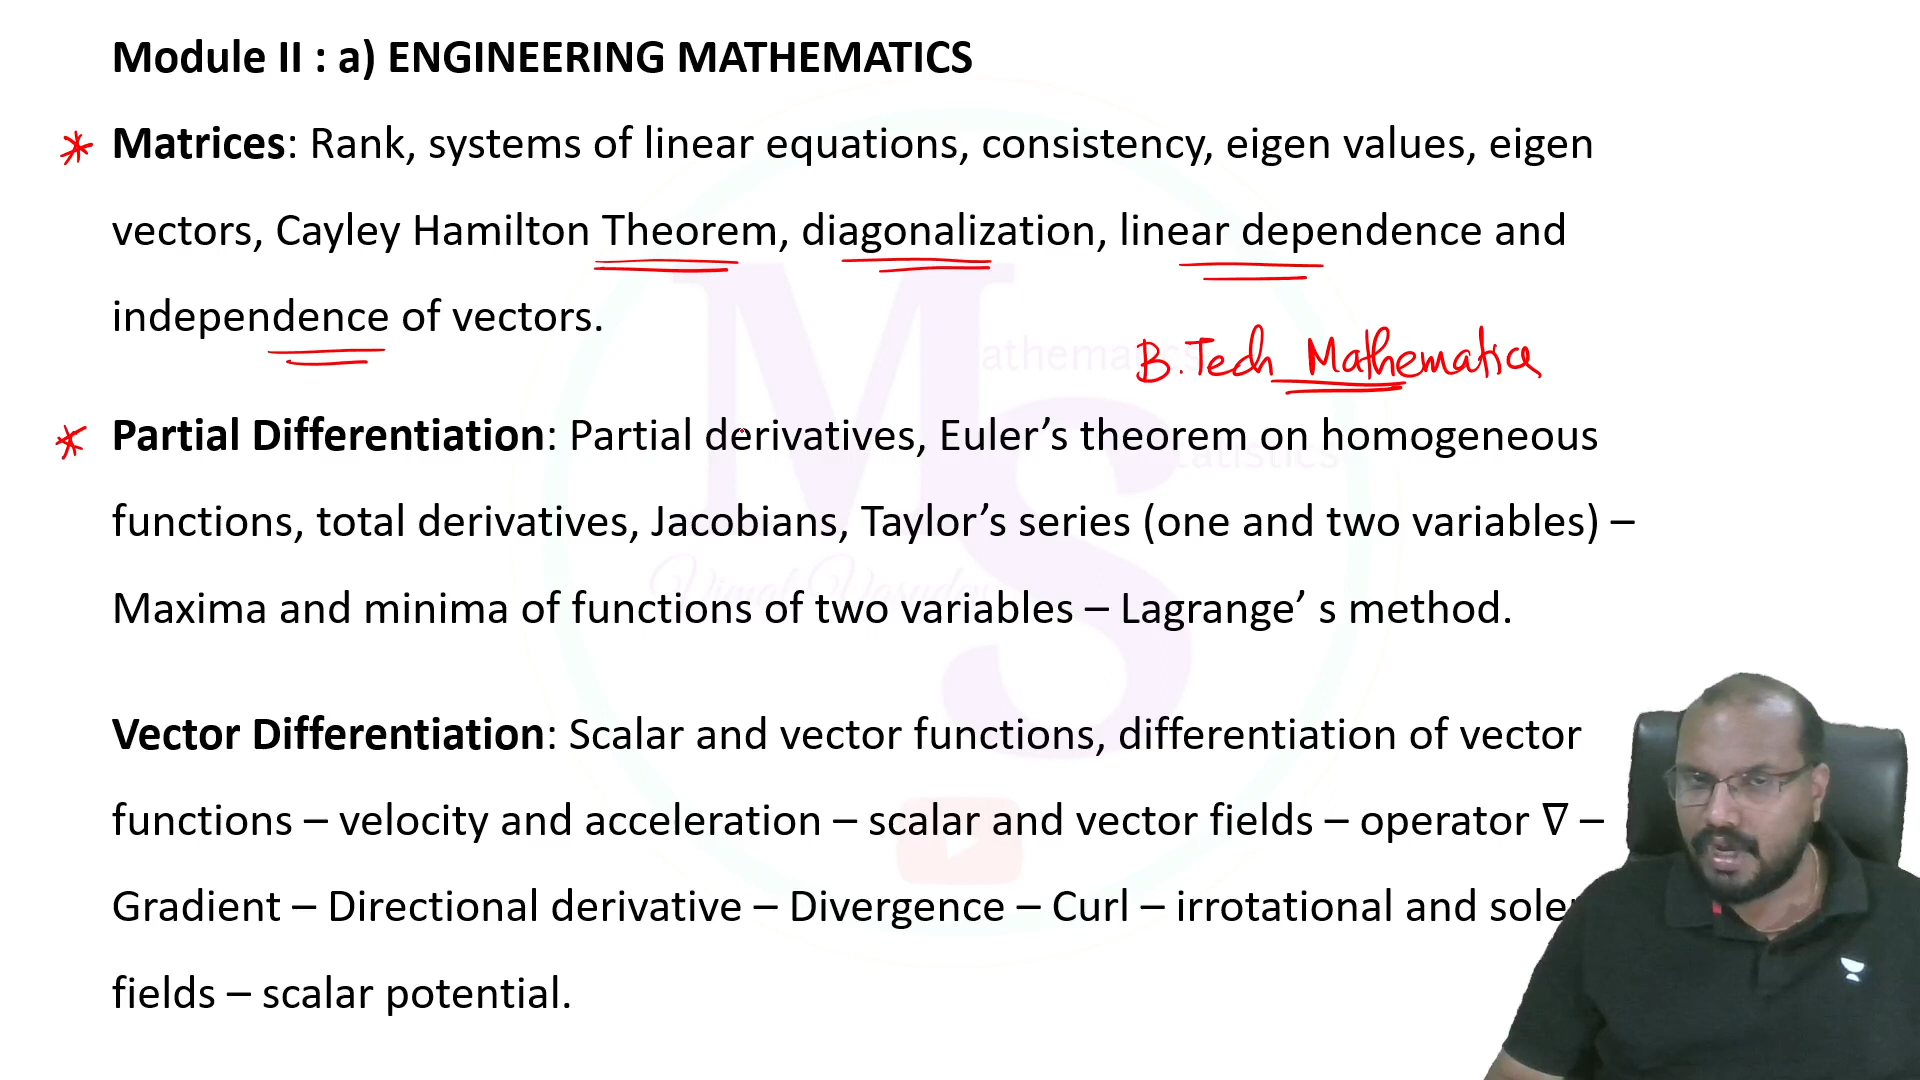 Module II : a) ENGINEERING MATHEMATICS
* Matrices: Rank, systems of linear equations, consistency, eigen values, eigen
vectors, Cayley Hamilton Theorem, diagonalization, linear dependence and
independence of vectors.
B.Tech Mathematics
athematics
* Partial Differentiation: Partial derivatives, Euler’s theorem on homogeneous
tatistics
functions, total derivatives, Jacobians, Taylor’s series (one and two variables) –
Maxima and minima of functions of two variables – Lagrange’ s method.
MS
Vector Differentiation: Scalar and vector functions, differentiation of vector
functions – velocity and acceleration – scalar and vector fields – operator ∇ –
Gradient – Directional derivative – Divergence – Curl – irrotational and
fields – scalar potential.